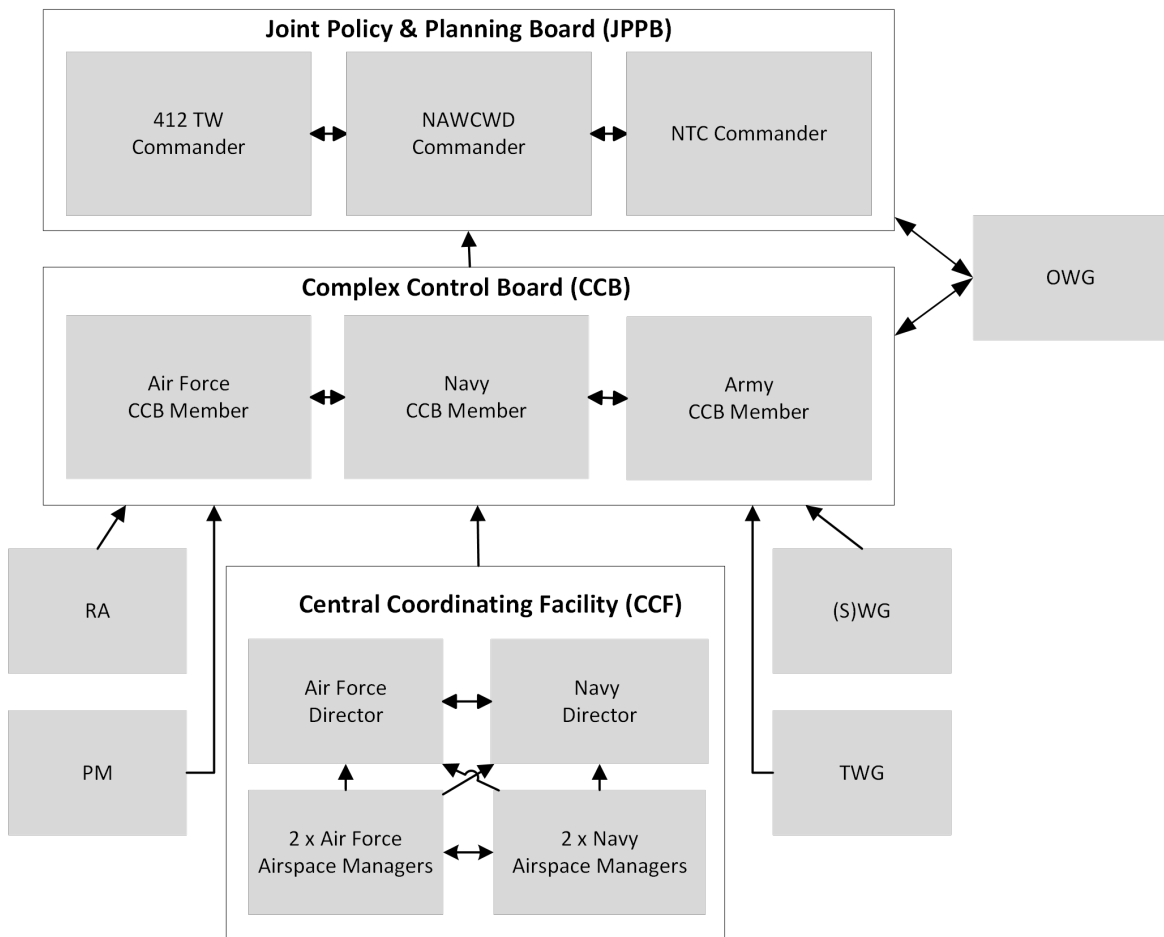 Joint Policy & Planning Board (JPPB)
412 TW
Commander
NAWCWD
Commander
NTC Commander
OWG
Complex Control Board (CCB)
Air Force
CCB Member
Navy
CCB Member
Army
CCB Member
RA
(S)WG
Central Coordinating Facility (CCF)
Air Force
Director
Navy
Director
PM
TWG
2 x Air Force
Airspace Managers
2 x Navy
Airspace Managers